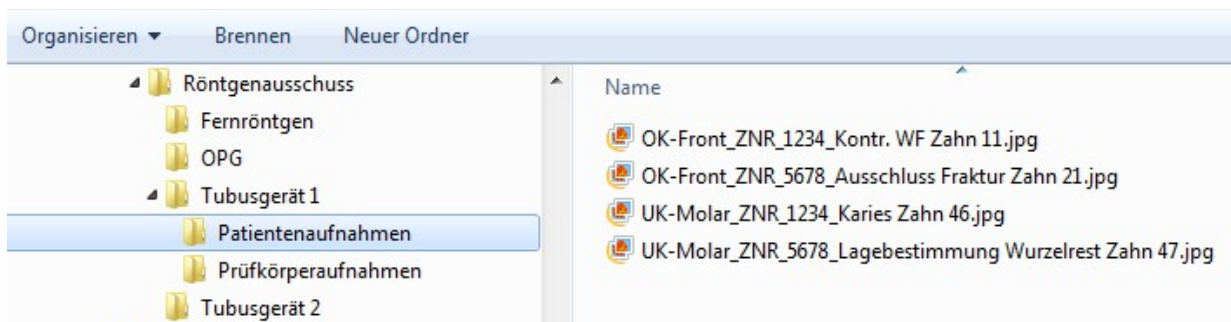 Organisieren Brennen Neuer Ordner
Röntgenausschuss
Fernröntgen
OPG
Tubusgerät 1
Patientenaufnahmen
Prüfkörperaufnahmen
Tubusgerät 2
Name
OK-Front_ZNR_1234_Kontr. WF Zahn 11.jpg
OK-Front_ZNR_5678_Ausschluss Fraktur Zahn 21.jpg
UK-Molar_ZNR_1234_Karies Zahn 46.jpg
UK-Molar_ZNR_5678_Lagebestimmung Wurzelrest Zahn 47.jpg